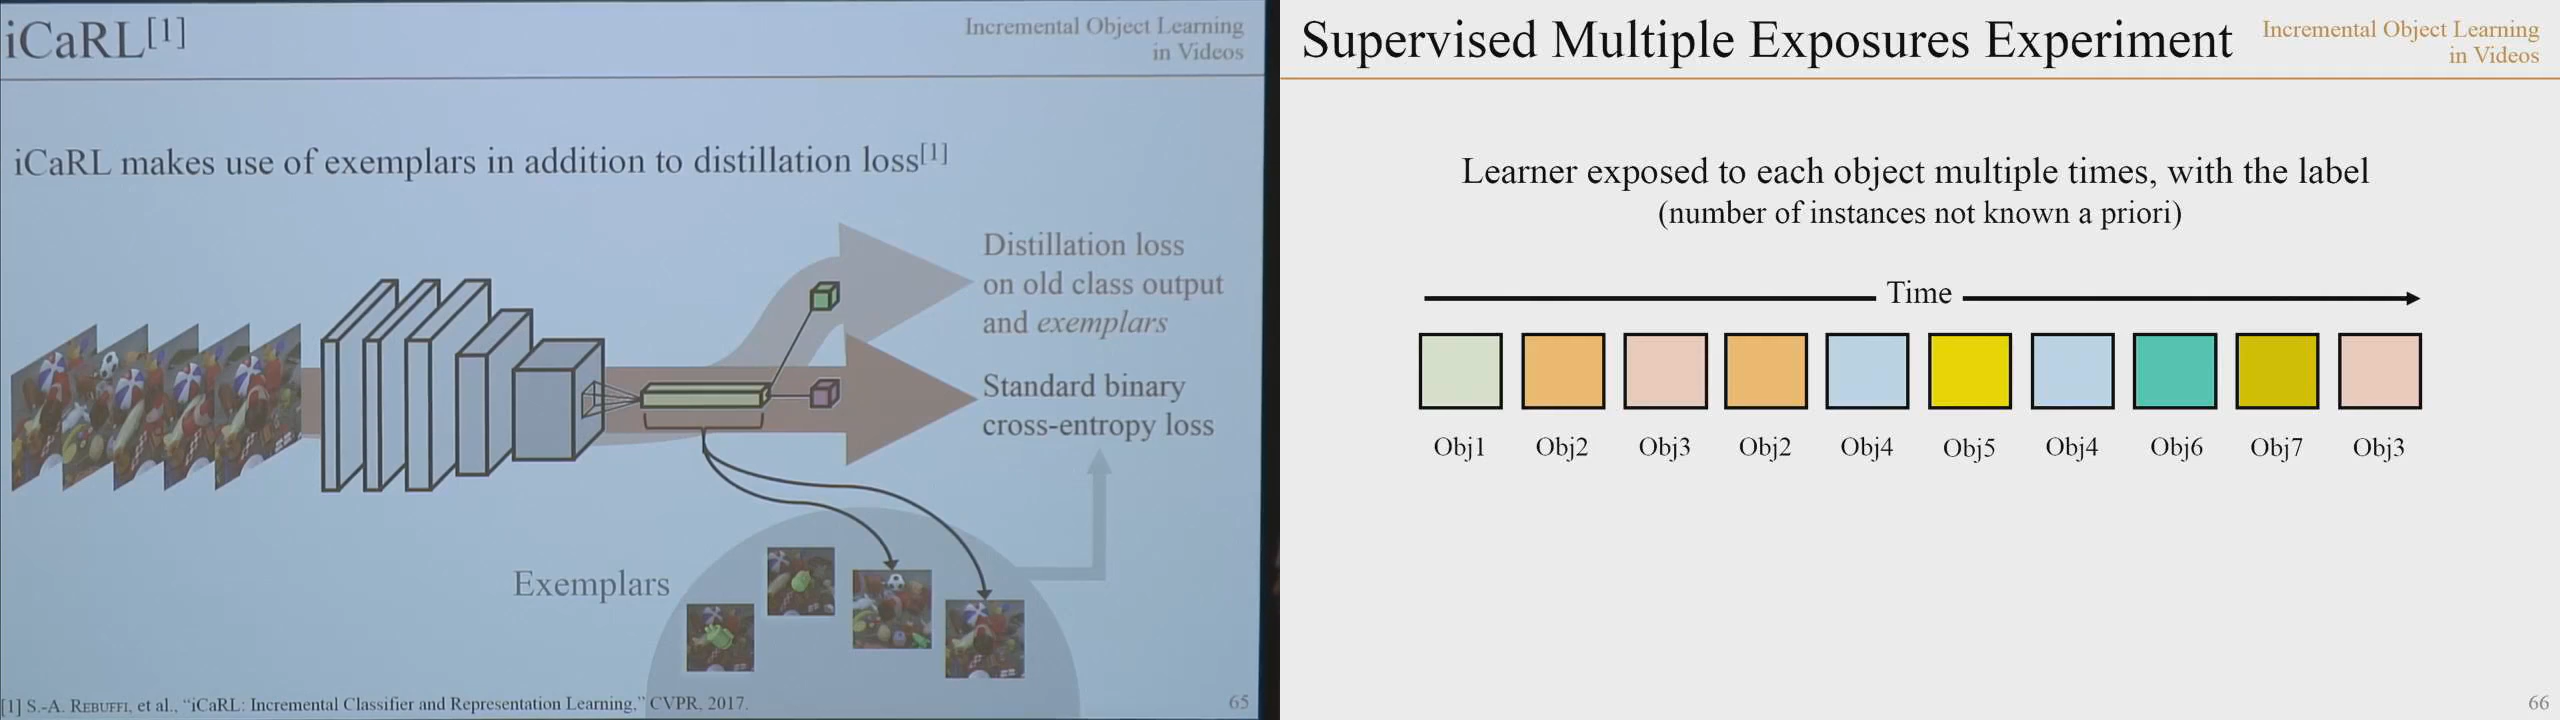 iCaRL[1]
Incremental Object Learning
in Videos
iCaRL makes use of exemplars in addition to distillation loss[1]
Distillation loss
on old class output
and exemplars
Standard binary
cross-entropy loss
Exemplars
[1] S.-A. REBUFFI, et al., “iCaRL: Incremental Classifier and Representation Learning.” CVPR, 2017.
65
Supervised Multiple Exposures Experiment
Incremental Object Learning
in Videos
Learner exposed to each object multiple times, with the label
(number of instances not known a priori)
Time
Obj1 Obj2 Obj3 Obj2 Obj4 Obj5 Obj4 Obj6 Obj7 Obj3
66